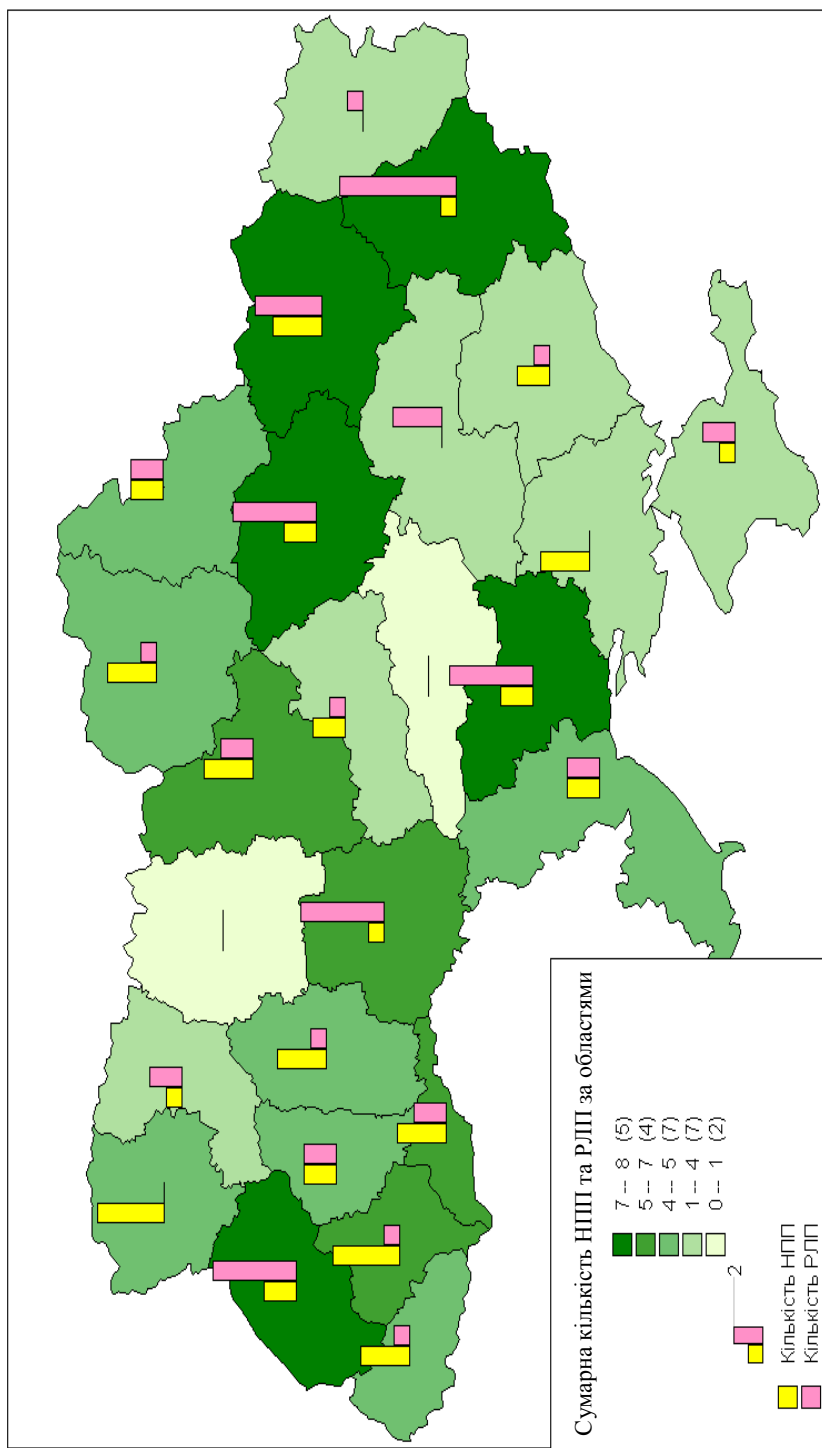 Сумарна кількість НПП та РЛП за областями
7 -- 8 (5)
5 -- 7 (4)
4 -- 5 (7)
1 -- 4 (7)
0 -- 1 (2)
2
Кількість НПП
Кількість РЛП